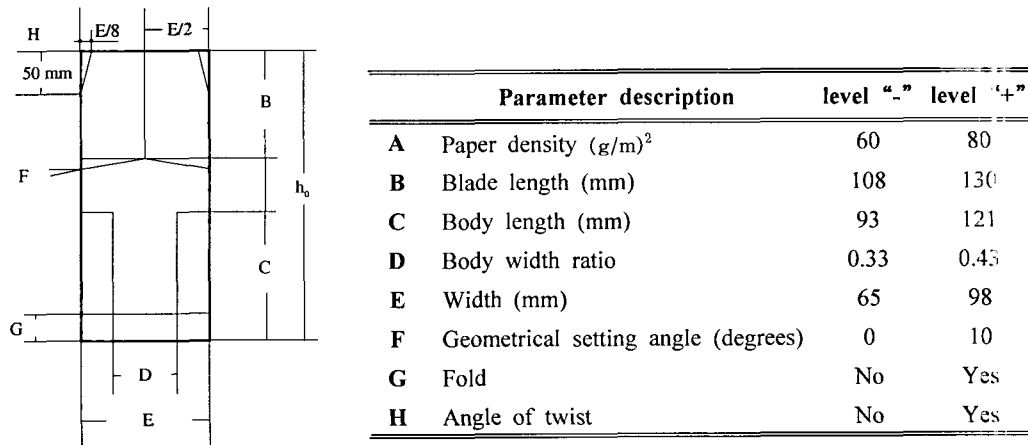 H E/8 E/2
50 mm
B
F
h₀
C
G
D
E
Parameter description level “-” level “+”
A Paper density (g/m)² 60 80
B Blade length (mm) 108 130
C Body length (mm) 93 121
D Body width ratio 0.33 0.43
E Width (mm) 65 98
F Geometrical setting angle (degrees) 0 10
G Fold No Yes
H Angle of twist No Yes